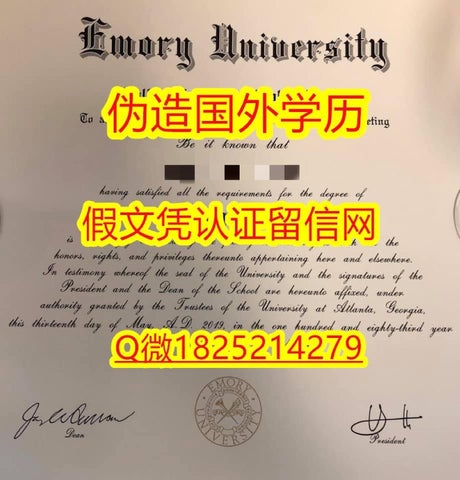 Emory University
伪造国外学历
To a
eting
Be it known that
having satisfied all the requirements for the degree of
假文凭认证留信网
is
the
honors, rights, and privileges thereunto appertaining here and elsewhere.
In testimony whereof the seal of the University and the signatures of the
President and the Dean of the School are hereunto affixed, under
authority granted by the Trustees of the University at Atlanta, Georgia,
this thirteenth day of May, A.D. 2019, in the one hundred and eighty-third year
Q微1825214279
EMORY UNIVERSITY
Dean
President